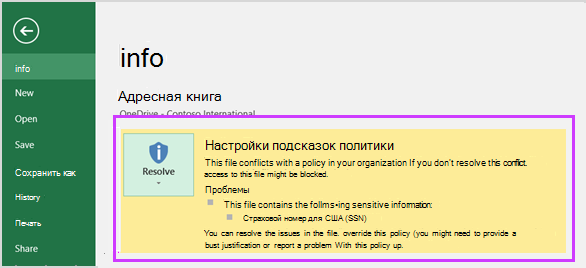 info
New
Open
Save
Сохранить как
History
Печать
Share
info
Адресная книга
OneDrive - Contoso International
Resolve
Настройки подсказок политики
This file conflicts with a policy in your organization If you don't resolve this conflict.
access to this file might be blocked.
Проблемы
This file contains the follms•ing sensitive information:
Страховой номер для США (SSN)
You can resolve the issues in the file. override this policy (you might need to provide a
bust justification or report a problem With this policy up.